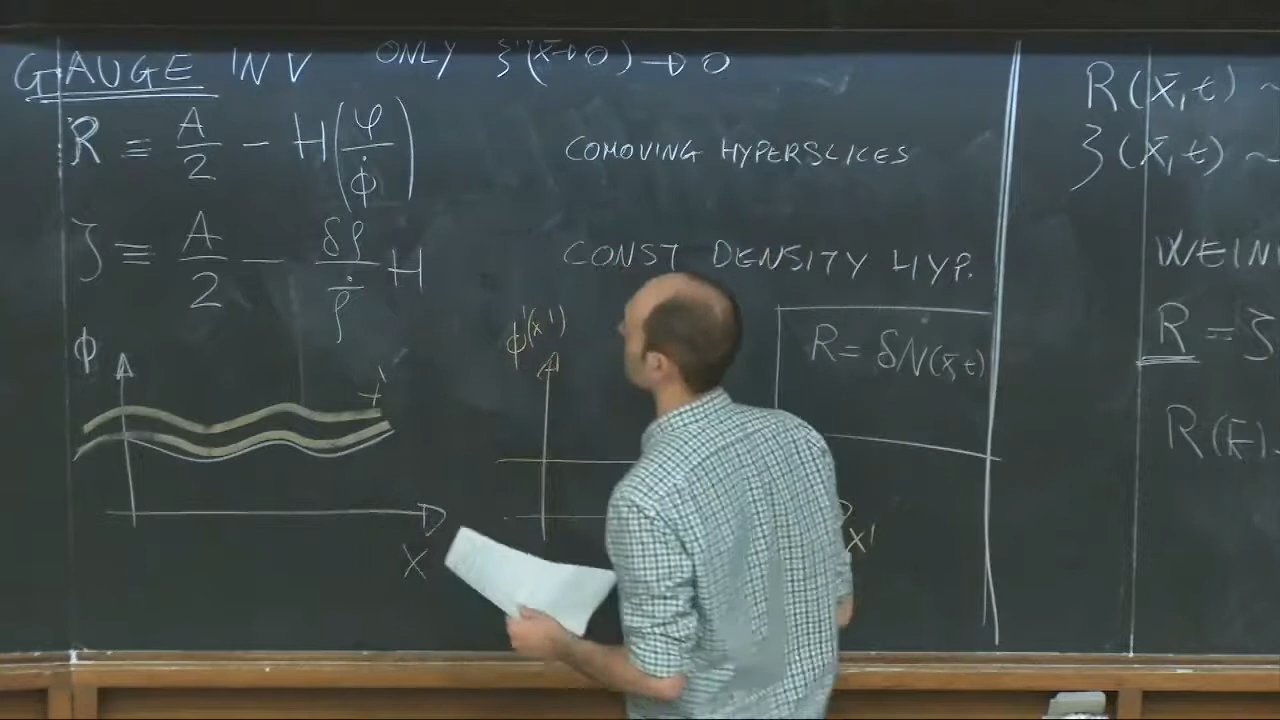 GAUGE INV ONLY ξ(x̄→0) → 0
R ≡ A/2 − H(φ/ϕ̇)
COMOVING HYPERSLICES
ζ ≡ A/2 − δρ/ρ̇ H
CONST DENSITY HYP.
ϕ
x
ϕ'(x')
x'
R = δN(x̄,t)
R(x̄,t) ~
ζ(x̄,t) ~
WEIN
R = ζ
R(k)